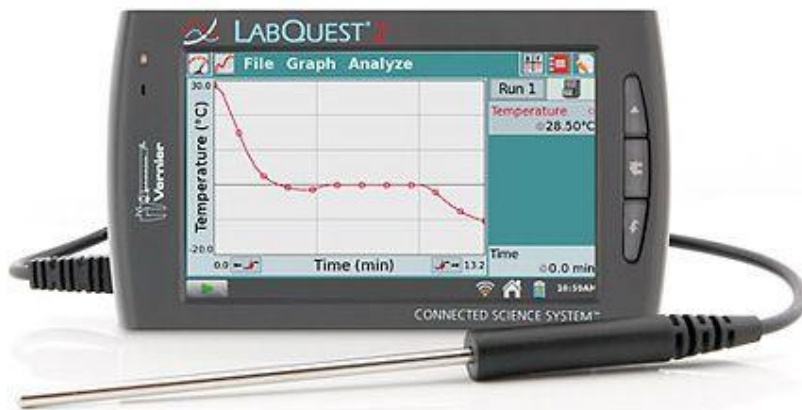 LABQUEST® 2
File Graph Analyze
Run 1
30.0
Temperature (°C)
-20.0
0.0
Time (min)
13.2
Temperature
28.50°C
Time
0.0 min
Vernier
CONNECTED SCIENCE SYSTEM™